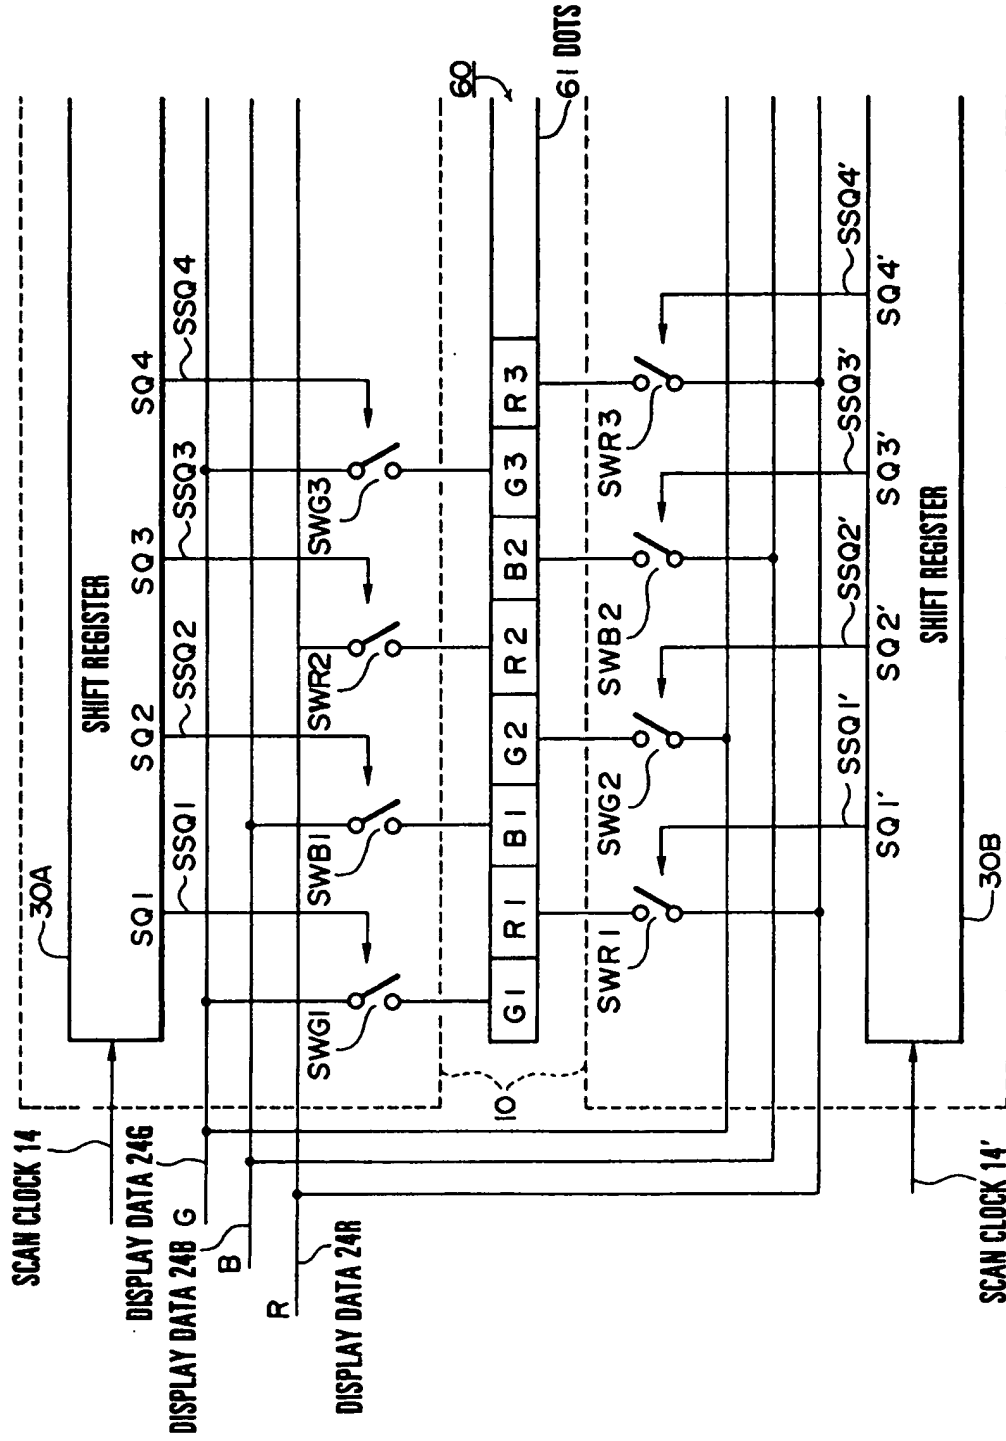 SCAN CLOCK 14
DISPLAY DATA 24G
DISPLAY DATA 24B
G
B
R
DISPLAY DATA 24R
30A
SHIFT REGISTER
SQ1 SQ2 SQ3 SQ4
SSQ1 SSQ2 SSQ3 SSQ4
SWG1 SWB1 SWR2 SWG3
10
60
G1 R1 B1 G2 R2 B2 G3 R3
61 DOTS
SWR1 SWG2 SWB2 SWR3
SSQ1' SSQ2' SSQ3' SSQ4'
SQ1' SQ2' SQ3' SQ4'
SHIFT REGISTER
30B
SCAN CLOCK 14'